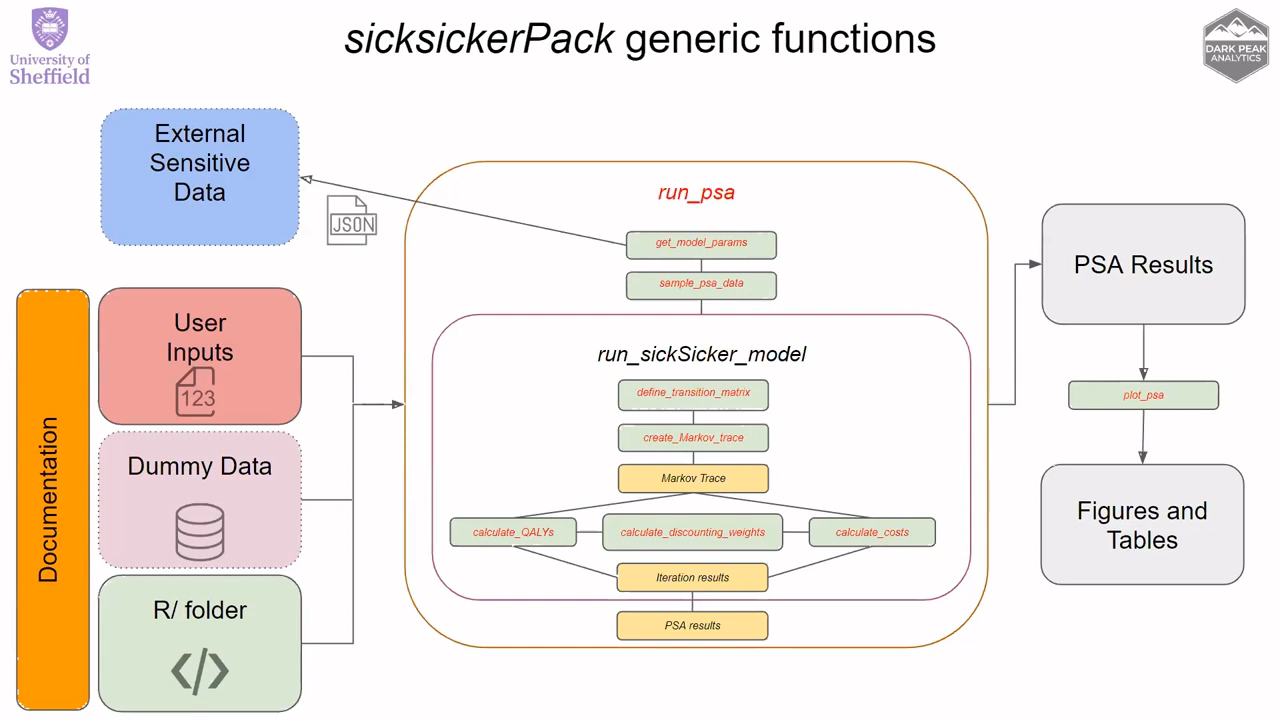 University of
Sheffield
sicksickerPack generic functions
DARK PEAK
ANALYTICS
External
Sensitive
Data
JSON
User
Inputs
123
Dummy Data
R/ folder
Documentation
run_psa
get_model_params
sample_psa_data
run_sickSicker_model
define_transition_matrix
create_Markov_trace
Markov Trace
calculate_QALYs
calculate_discounting_weights
calculate_costs
Iteration results
PSA results
PSA Results
plot_psa
Figures and
Tables